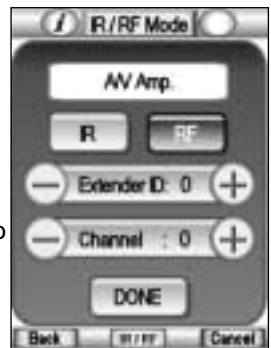 i IR/RF Mode
A/V Amp.
IR RF
Extender ID: 0
Channel : 0
DONE
Back IR/RF Cancel